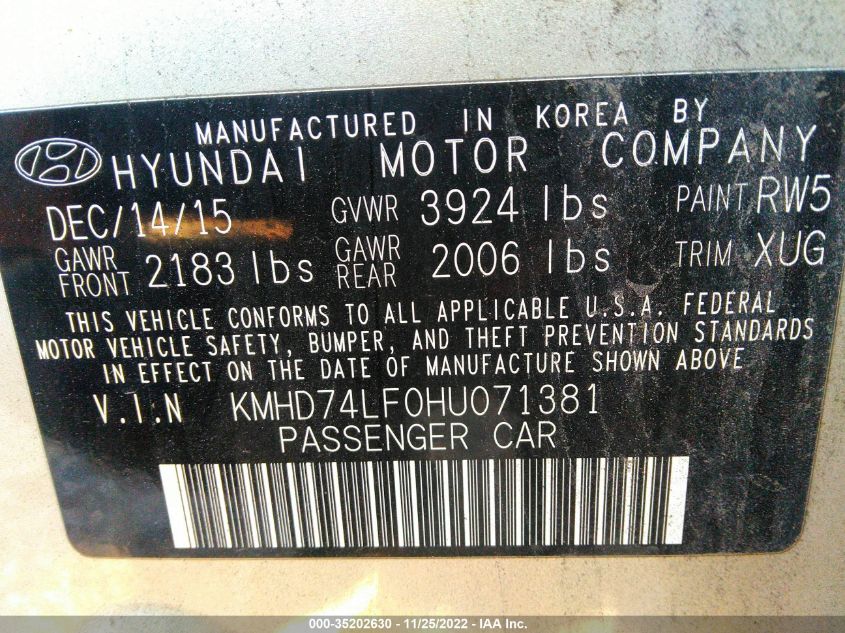 MANUFACTURED IN KOREA BY
HYUNDAI MOTOR COMPANY
DEC/14/15 GVWR 3924 lbs PAINT RW5
GAWR FRONT 2183 lbs GAWR REAR 2006 lbs TRIM XUG
THIS VEHICLE CONFORMS TO ALL APPLICABLE U.S.A. FEDERAL
MOTOR VEHICLE SAFETY, BUMPER, AND THEFT PREVENTION STANDARDS
IN EFFECT ON THE DATE OF MANUFACTURE SHOWN ABOVE
V.I.N KMHD74LF0HU071381
PASSENGER CAR
000-35202630 - 11/25/2022 - IAA Inc.